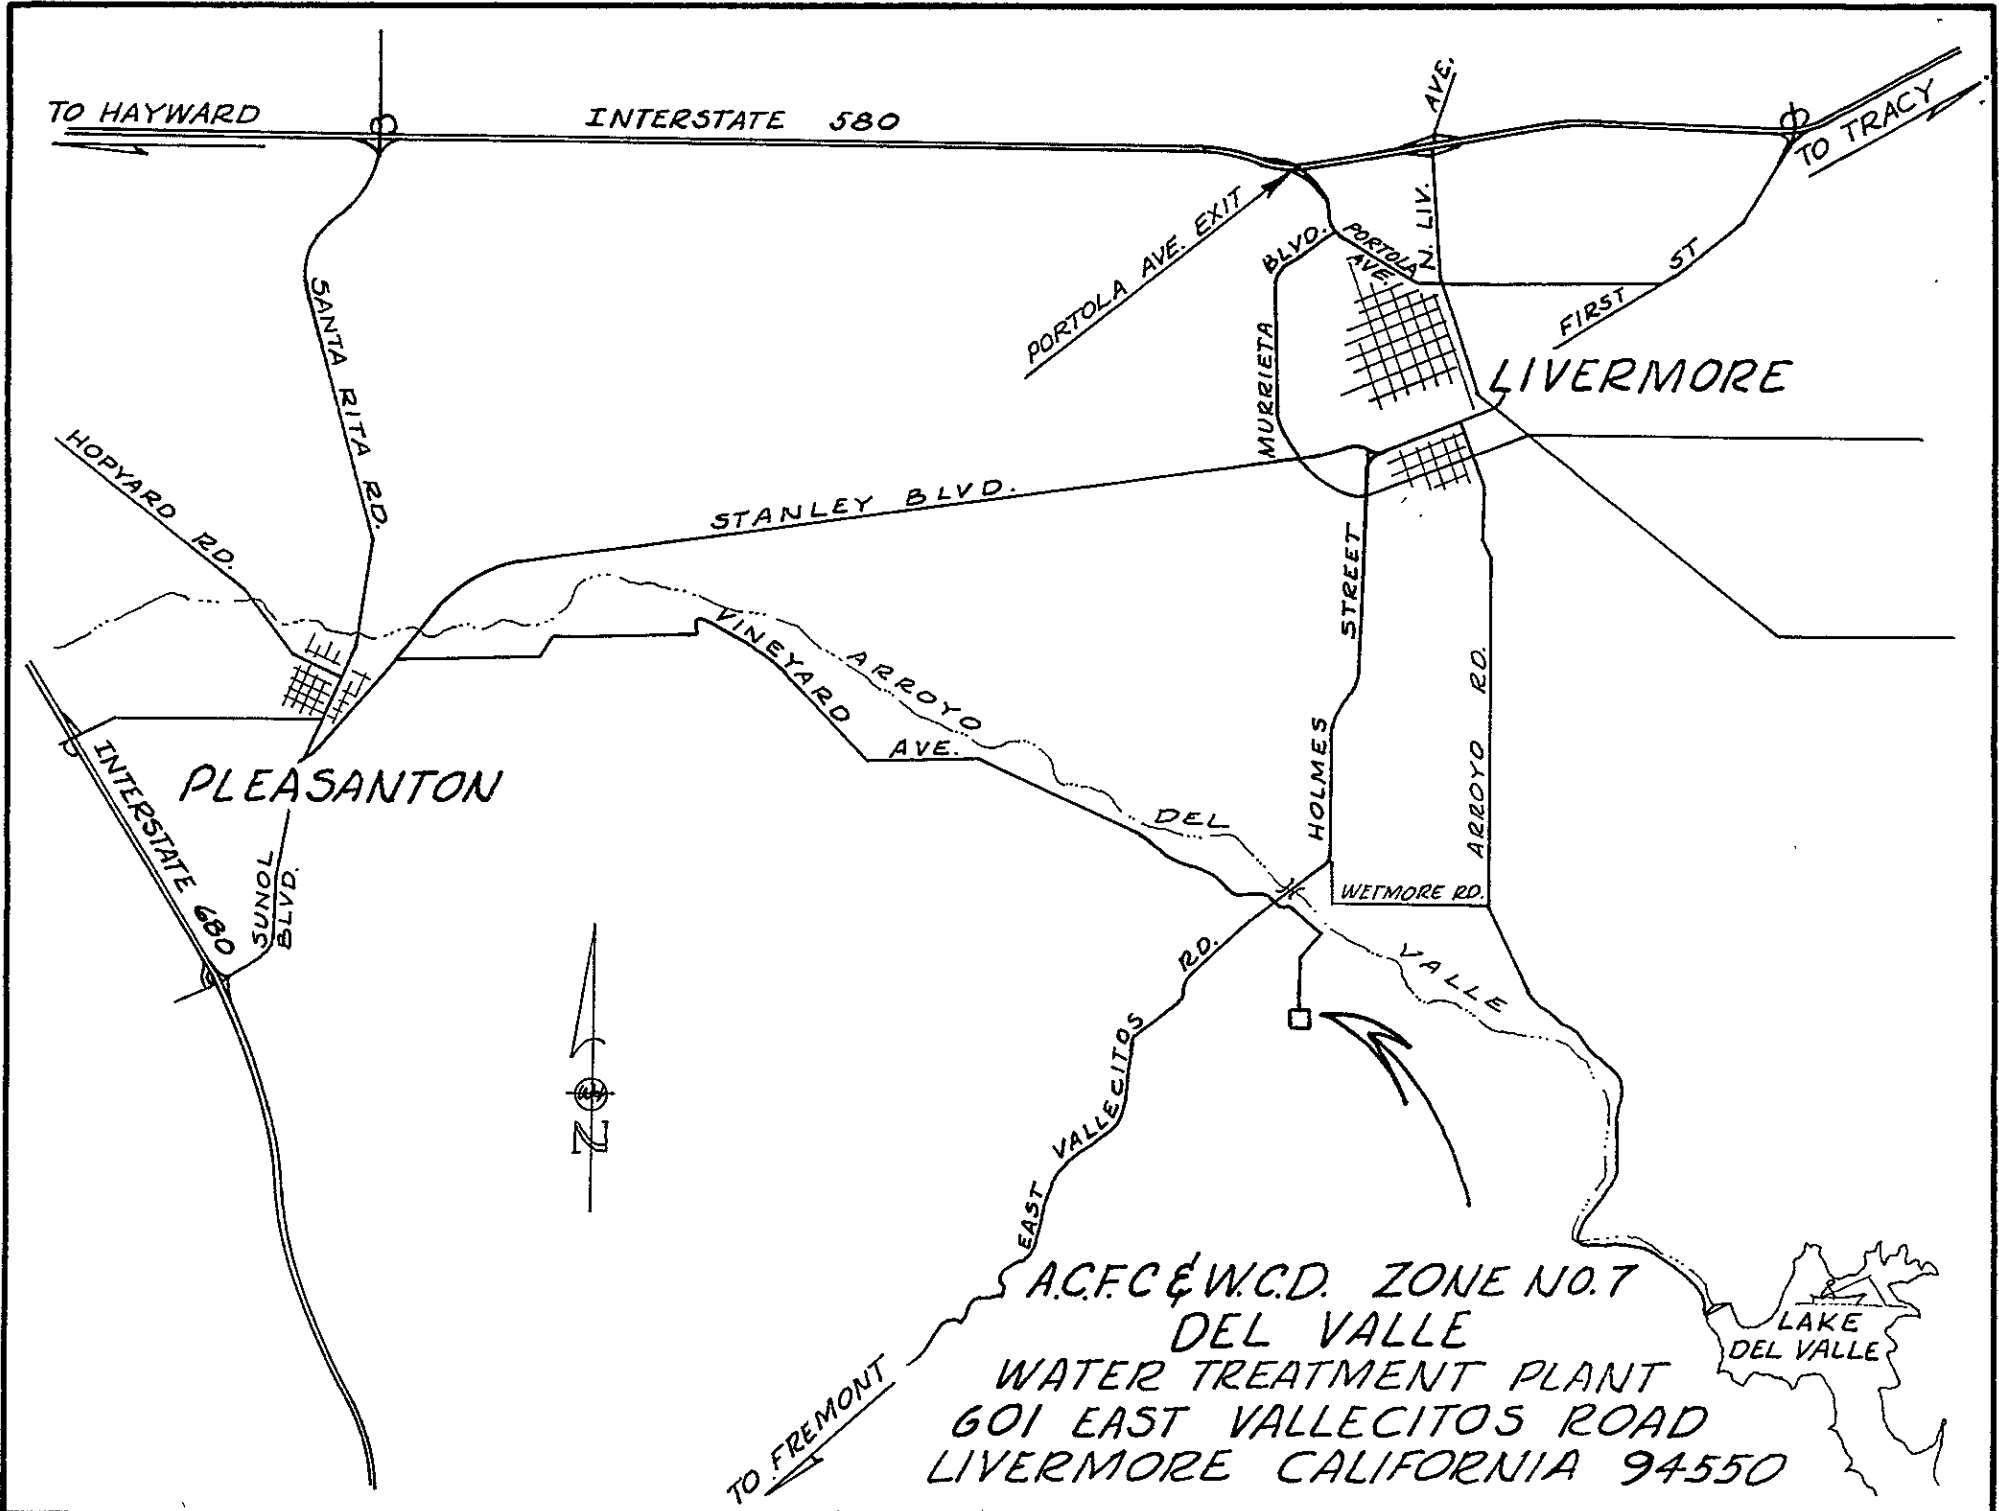 TO HAYWARD
INTERSTATE 580
AVE.
TO TRACY
N. LIV.
PORTOLA AVE. EXIT
BLVD.
PORTOLA
AVE.
ST
FIRST
SANTA RITA RD.
MURRIETA
LIVERMORE
HOPYARD RD.
STANLEY BLVD.
STREET
VINEYARD
AVE.
ARROYO
DEL
VALLE
HOLMES
ARROYO RD.
PLEASANTON
INTERSTATE 680
SUNOL
BLVD.
WETMORE RD.
RD.
VALLECITOS
EAST
N
A.C.F.C & W.C.D. ZONE NO.7
DEL VALLE
WATER TREATMENT PLANT
601 EAST VALLECITOS ROAD
LIVERMORE CALIFORNIA 94550
LAKE
DEL VALLE
TO FREMONT